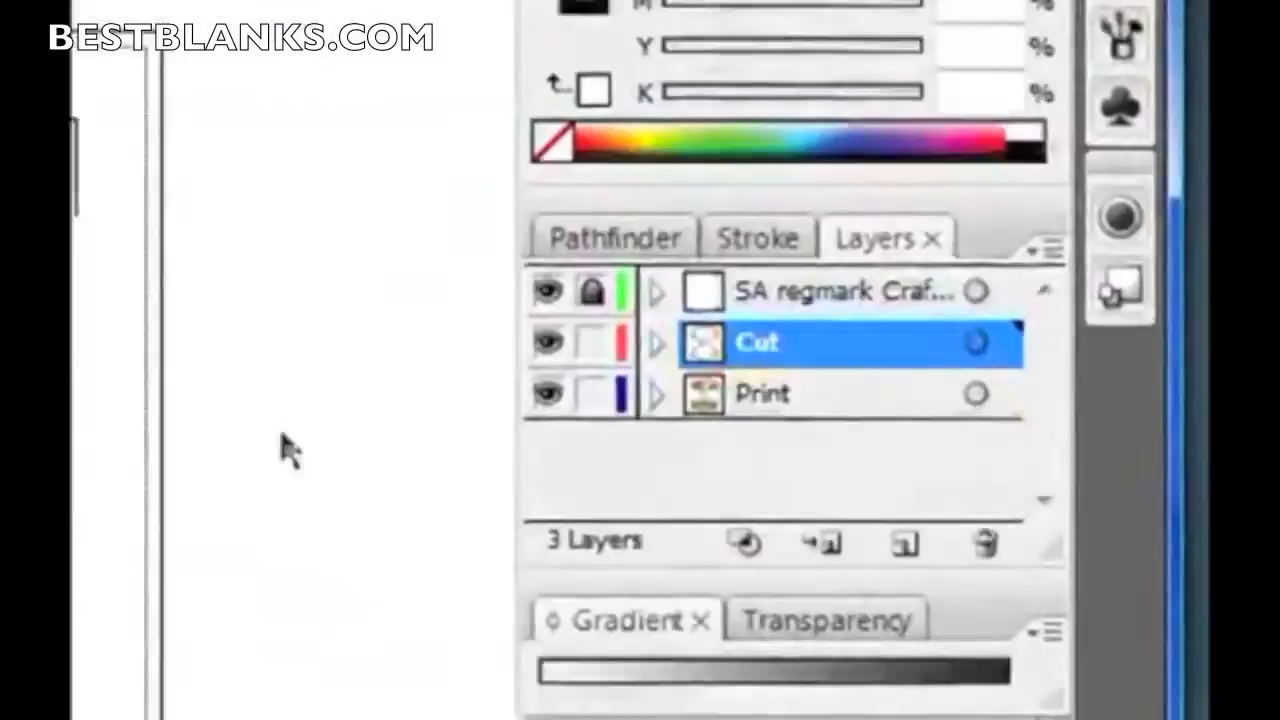 BESTBLANKS.COM
M %
Y %
K %
Pathfinder Stroke Layers
SA regmark Craf...
Cut
Print
3 Layers
Gradient Transparency